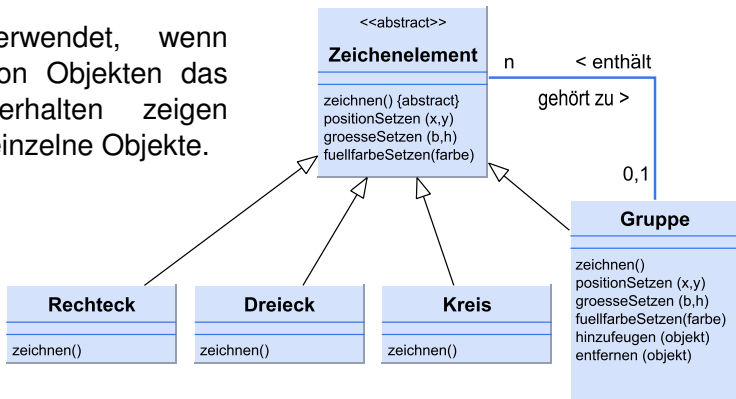 erwendet, wenn
on Objekten das
erhalten zeigen
einzelne Objekte.
<<abstract>>
Zeichenelement
zeichnen() {abstract}
positionSetzen (x,y)
groesseSetzen (b,h)
fuellfarbeSetzen(farbe)
n
< enthält
gehört zu >
0,1
Gruppe
zeichnen()
positionSetzen (x,y)
groesseSetzen (b,h)
fuellfarbeSetzen(farbe)
hinzufeugen (objekt)
entfernen (objekt)
Rechteck
zeichnen()
Dreieck
zeichnen()
Kreis
zeichnen()